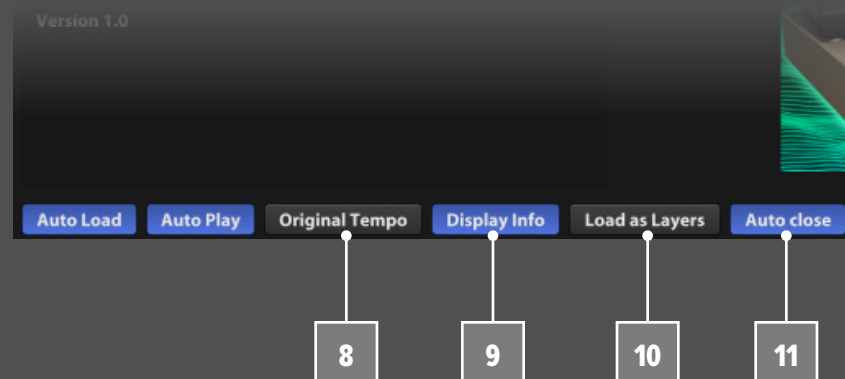 Version 1.0
Auto Load Auto Play Original Tempo Display Info Load as Layers Auto close
8 9 10 11